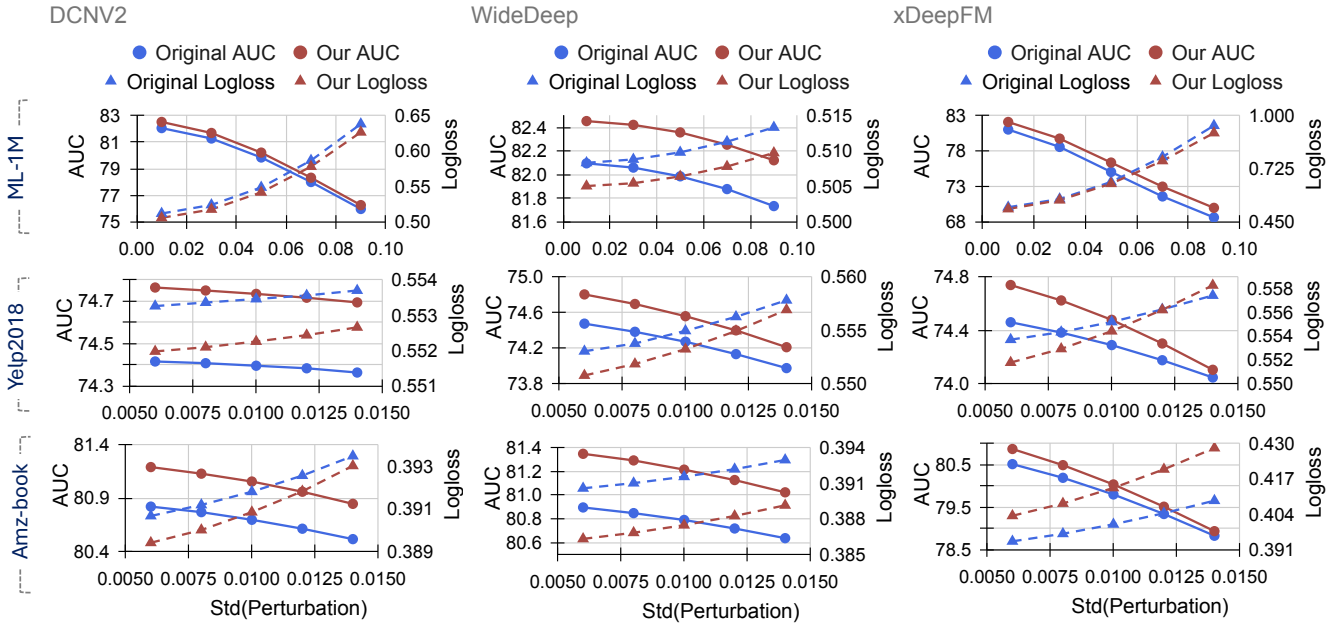 DCNV2 WideDeep xDeepFM
Original AUC Our AUC Original AUC Our AUC Original AUC Our AUC
Original Logloss Our Logloss Original Logloss Our Logloss Original Logloss Our Logloss
ML-1M
AUC
83
81
79
77
75
0.65
0.60
0.55
0.50
Logloss
0.00 0.02 0.04 0.06 0.08 0.10
AUC
82.4
82.2
82.0
81.8
81.6
0.515
0.510
0.505
0.500
Logloss
0.00 0.02 0.04 0.06 0.08 0.10
AUC
83
78
73
68
1.000
0.725
0.450
Logloss
0.00 0.02 0.04 0.06 0.08 0.10
Yelp2018
AUC
74.7
74.5
74.3
0.554
0.553
0.552
0.551
Logloss
0.0050 0.0075 0.0100 0.0125 0.0150
AUC
75.0
74.6
74.2
73.8
0.560
0.555
0.550
Logloss
0.0050 0.0075 0.0100 0.0125 0.0150
AUC
74.8
74.4
74.0
0.558
0.556
0.554
0.552
0.550
Logloss
0.0050 0.0075 0.0100 0.0125 0.0150
Amz-book
AUC
81.4
80.9
80.4
0.393
0.391
0.389
Logloss
0.0050 0.0075 0.0100 0.0125 0.0150
Std(Perturbation)
AUC
81.4
81.2
81.0
80.8
80.6
0.394
0.391
0.388
0.385
Logloss
0.0050 0.0075 0.0100 0.0125 0.0150
Std(Perturbation)
AUC
80.5
79.5
78.5
0.430
0.417
0.404
0.391
Logloss
0.0050 0.0075 0.0100 0.0125 0.0150
Std(Perturbation)